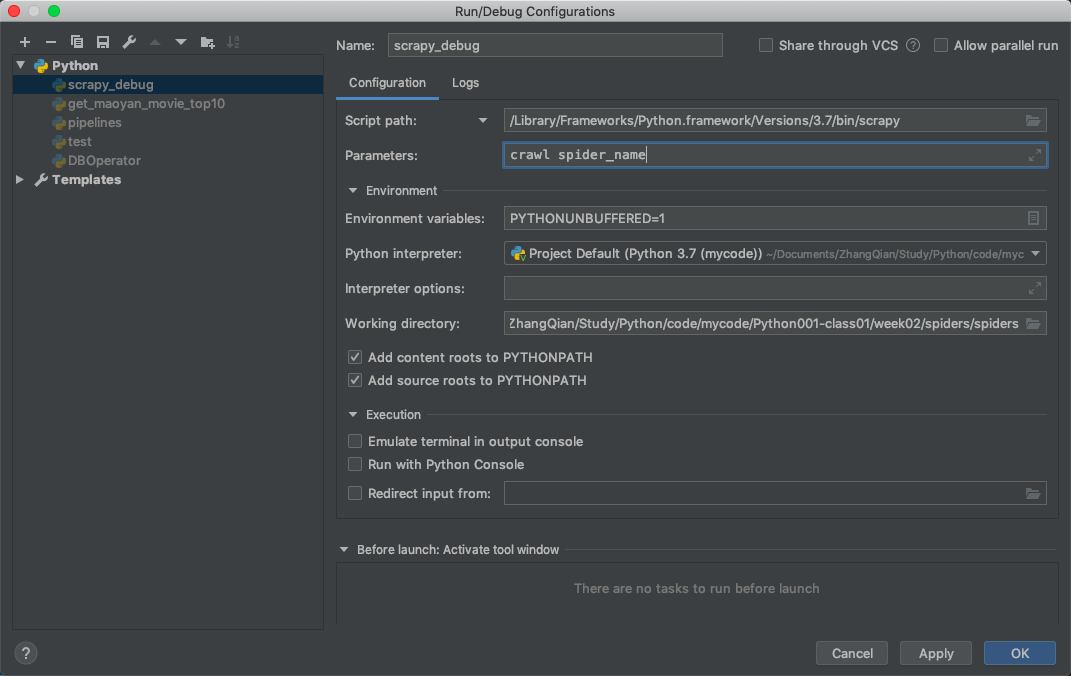 Run/Debug Configurations
Name: scrapy_debug Share through VCS ? Allow parallel run
Python
scrapy_debug
get_maoyan_movie_top10
pipelines
test
DBOperator
Templates
Configuration Logs
Script path: /Library/Frameworks/Python.framework/Versions/3.7/bin/scrapy
Parameters: crawl spider_name
Environment
Environment variables: PYTHONUNBUFFERED=1
Python interpreter: Project Default (Python 3.7 (mycode)) ~/Documents/ZhangQian/Study/Python/code/myc
Interpreter options:
Working directory: ZhangQian/Study/Python/code/mycode/Python001-class01/week02/spiders/spiders
Add content roots to PYTHONPATH
Add source roots to PYTHONPATH
Execution
Emulate terminal in output console
Run with Python Console
Redirect input from:
Before launch: Activate tool window
There are no tasks to run before launch
? Cancel Apply OK